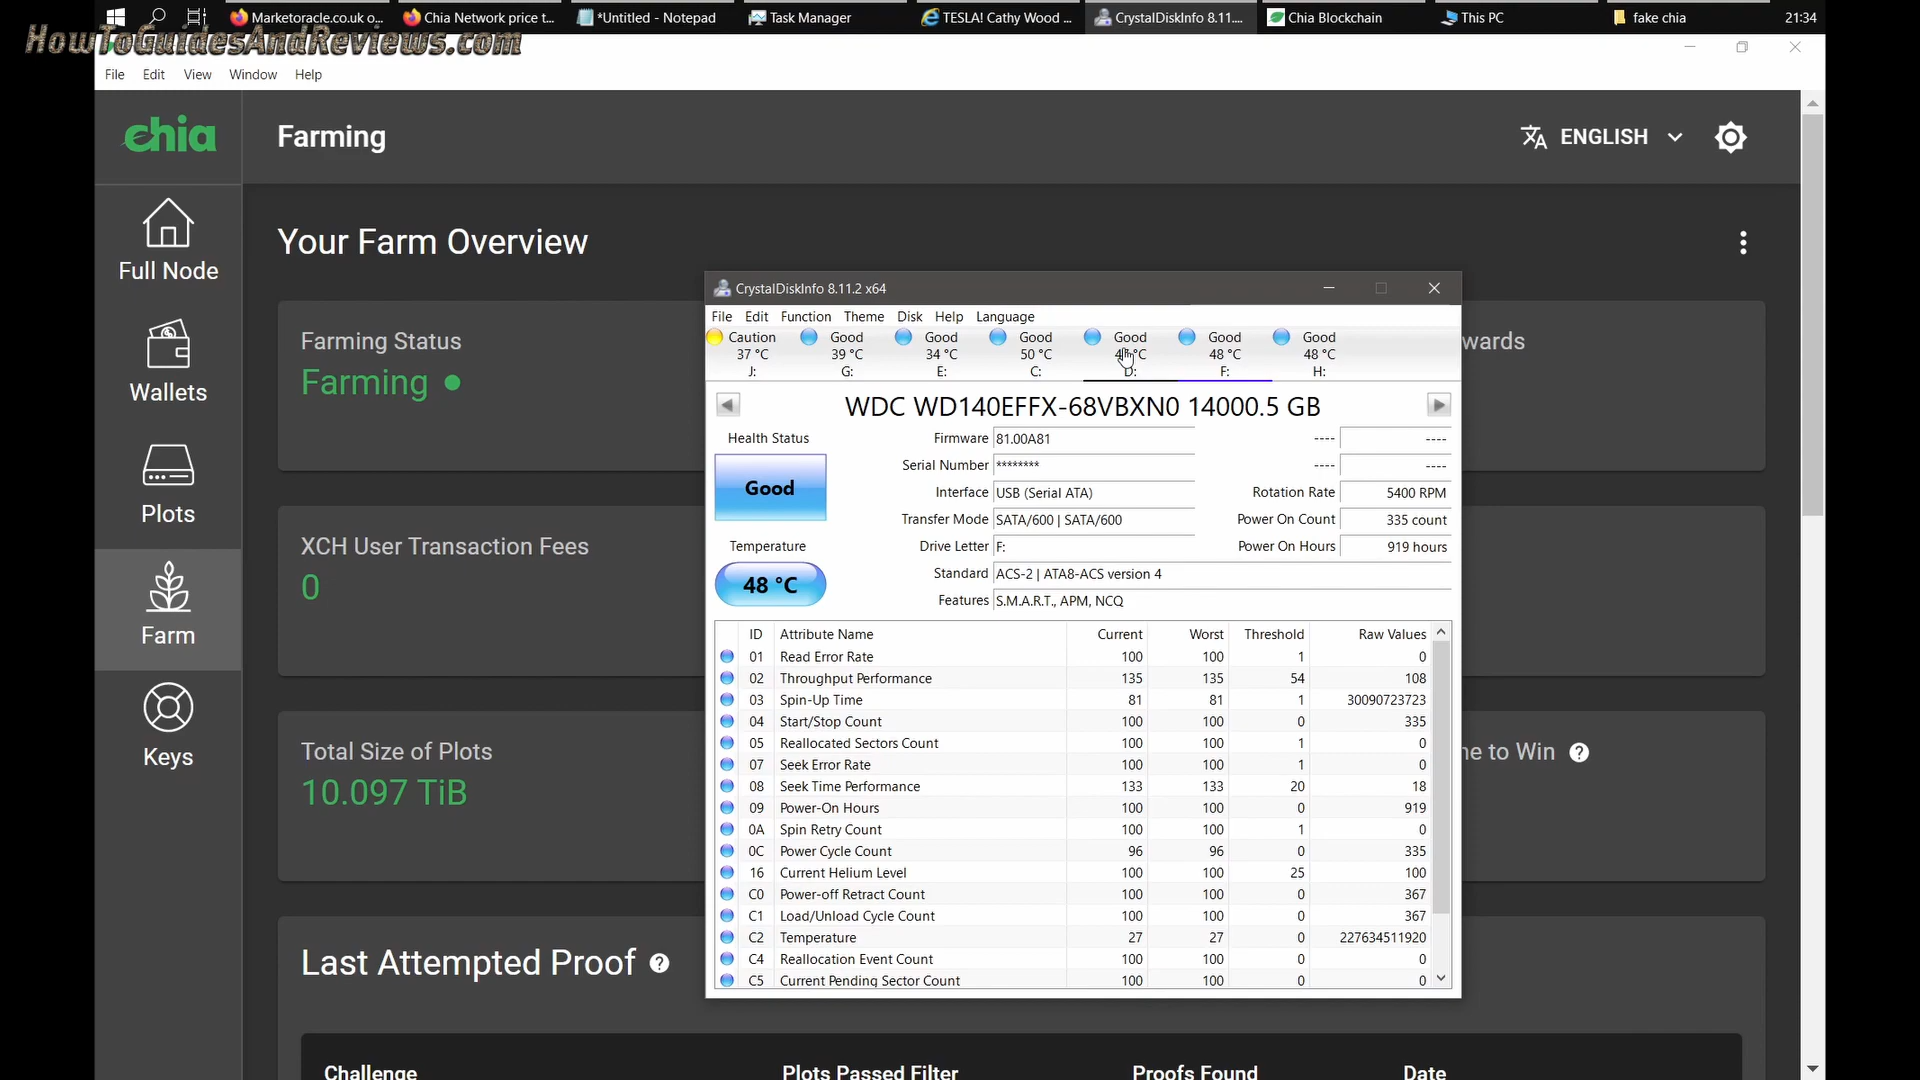 Marketoracle.co.uk o...
Chia Network price t...
*Untitled - Notepad
Task Manager
TESLA! Cathy Wood ...
CrystalDiskInfo 8.11....
Chia Blockchain
This PC
fake chia
21:34
HowToGuidesAndReviews.com
File Edit View Window Help
chia
Farming
ENGLISH
Full Node
Wallets
Plots
Farm
Keys
Your Farm Overview
Farming Status
Farming
wards
XCH User Transaction Fees
0
Total Size of Plots
10.097 TiB
ne to Win ?
Last Attempted Proof ?
Challenge Plots Passed Filter Proofs Found Date
CrystalDiskInfo 8.11.2 x64
File Edit Function Theme Disk Help Language
Caution Good Good Good Good Good Good
37 °C 39 °C 34 °C 50 °C °C 48 °C 48 °C
J: G: E: C: D: F: H:
WDC WD140EFFX-68VBXN0 14000.5 GB
Health Status
Good
Temperature
48 °C
Firmware 81.00A81 ---- ----
Serial Number ******** ---- ----
Interface USB (Serial ATA) Rotation Rate 5400 RPM
Transfer Mode SATA/600 | SATA/600 Power On Count 335 count
Drive Letter F: Power On Hours 919 hours
Standard ACS-2 | ATA8-ACS version 4
Features S.M.A.R.T., APM, NCQ
ID Attribute Name Current Worst Threshold Raw Values
01 Read Error Rate 100 100 1 0
02 Throughput Performance 135 135 54 108
03 Spin-Up Time 81 81 1 30090723723
04 Start/Stop Count 100 100 0 335
05 Reallocated Sectors Count 100 100 1 0
07 Seek Error Rate 100 100 1 0
08 Seek Time Performance 133 133 20 18
09 Power-On Hours 100 100 0 919
0A Spin Retry Count 100 100 1 0
0C Power Cycle Count 96 96 0 335
16 Current Helium Level 100 100 25 100
C0 Power-off Retract Count 100 100 0 367
C1 Load/Unload Cycle Count 100 100 0 367
C2 Temperature 27 27 0 227634511920
C4 Reallocation Event Count 100 100 0 0
C5 Current Pending Sector Count 100 100 0 0